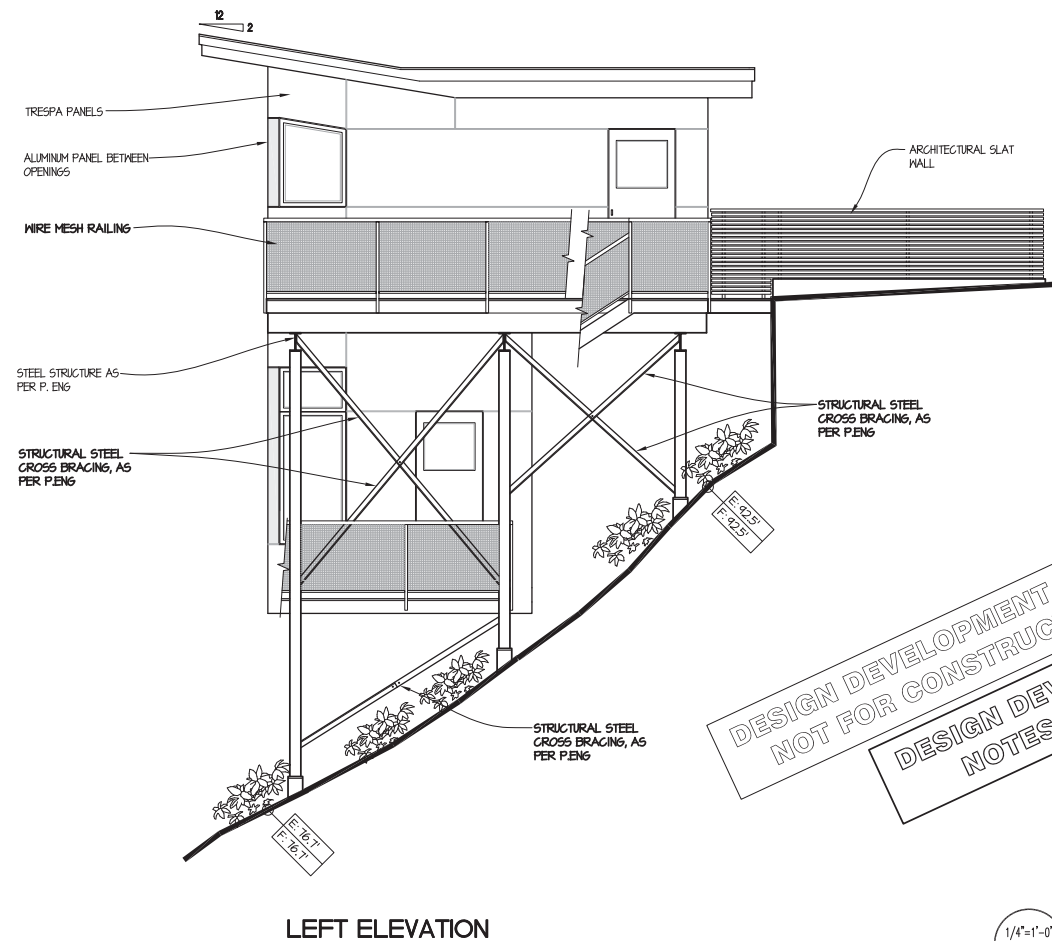 12
2
TRESPA PANELS
ALUMINUM PANEL BETWEEN
OPENINGS
WIRE MESH RAILING
ARCHITECTURAL SLAT
WALL
STEEL STRUCTURE AS
PER P. ENG
STRUCTURAL STEEL
CROSS BRACING, AS
PER P.ENG
STRUCTURAL STEEL
CROSS BRACING, AS
PER P.ENG
E: 92.5'
F: 92.5'
STRUCTURAL STEEL
CROSS BRACING, AS
PER P.ENG
E: 76.7'
F: 76.7'
DESIGN DEVELOPMENT
NOT FOR CONSTRUC
DESIGN DEV
NOTES
LEFT ELEVATION
1/4"=1'-0"